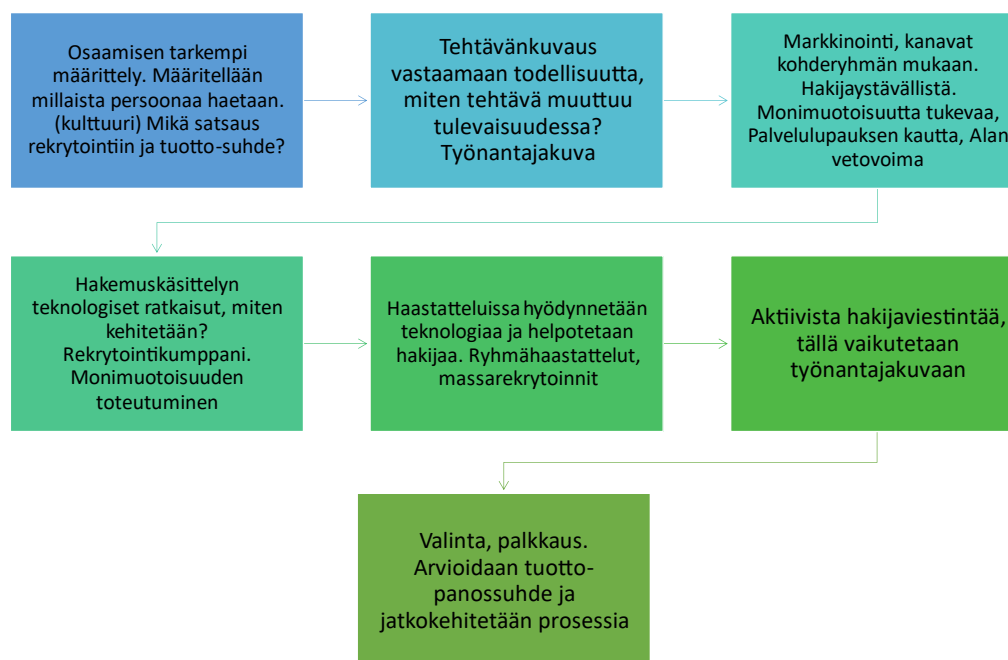 Osaamisen tarkempi
määrittely. Määritellään
millaista persoonaa haetaan.
(kulttuuri) Mikä satsaus
rekrytointiin ja tuotto-suhde?
Tehtävänkuvaus
vastaamaan todellisuutta,
miten tehtävä muuttuu
tulevaisuudessa?
Työnantajakuva
Markkinointi, kanavat
kohderyhmän mukaan.
Hakijaystävällistä.
Monimuotoisuutta tukevaa,
Palvelulupauksen kautta, Alan
vetovoima
Hakemuskäsittelyn
teknologiset ratkaisut, miten
kehitetään?
Rekrytointikumppani.
Monimuotoisuuden
toteutuminen
Haastatteluissa hyödynnetään
teknologiaa ja helpotetaan
hakijaa. Ryhmähaastattelut,
massarekrytoinnit
Aktiivista hakijaviestintää,
tällä vaikutetaan
työnantajakuvaan
Valinta, palkkaus.
Arvioidaan tuotto-
panossuhde ja
jatkokehitetään prosessia